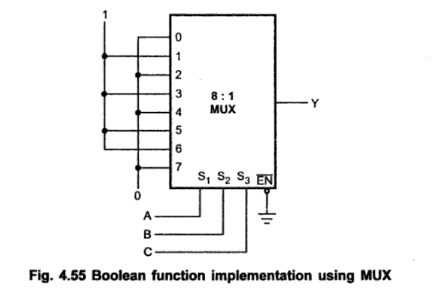 1
0
1
2
3
4
5
6
7
8 : 1
MUX
Y
S1 S2 S3 EN
0
A
B
C
Fig. 4.55 Boolean function implementation using MUX